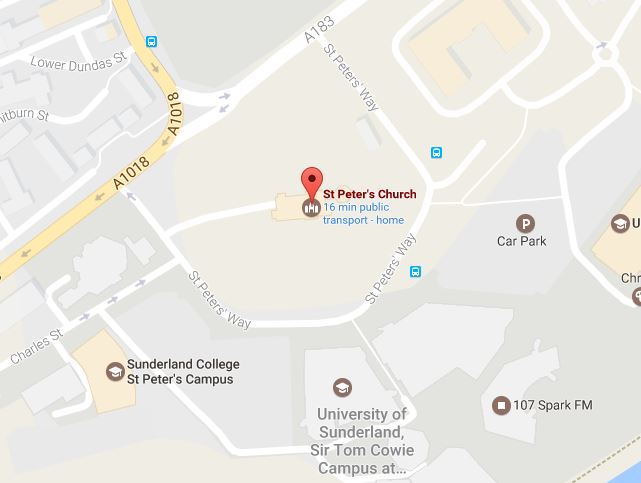 A183
St Peters' Way
Lower Dundas St
A1018
A1018
St Peter's Church
16 min public
transport - home
Car Park
St Peters' Way
St Peters' Way
Charles St
Sunderland College
St Peter's Campus
University of
Sunderland,
Sir Tom Cowie
Campus at...
107 Spark FM